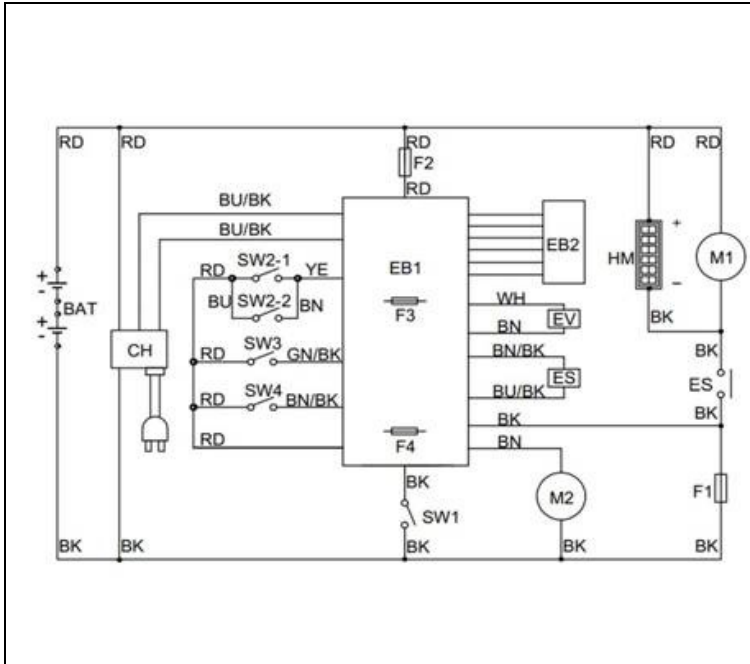 RD RD RD RD RD
F2
RD
BU/BK
BU/BK
EB1
EB2
+
HM
M1
-
SW2-1
RD YE
BU SW2-2 BN
F3
WH
EV
BN
BK
+
-
BAT
+
-
CH
SW3
RD GN/BK
BN/BK
ES
BU/BK
BK
ES
BK
SW4
RD BN/BK
RD
F4
BK
BN
BK
SW1
M2
F1
BK BK BK BK BK